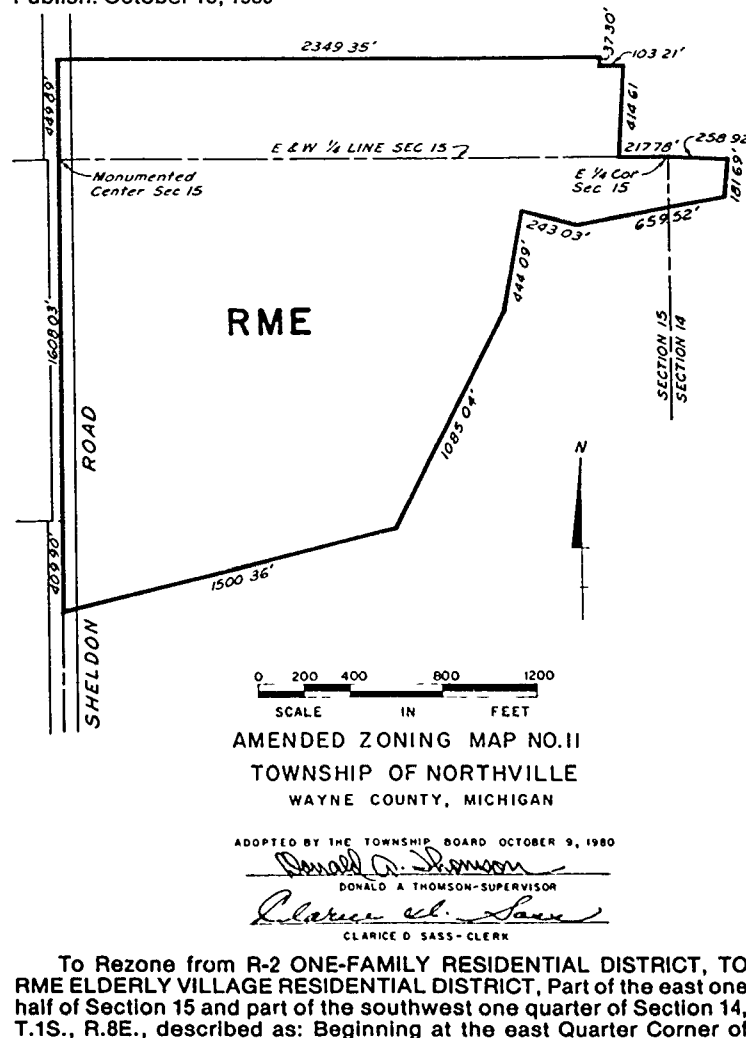 Publish: October 15, 1980
2349 35'
37 30'
103 21'
449 89'
414 61
E & W ¼ LINE SEC 15
217 78'
258 92
Monumented
Center Sec 15
E ¼ Cor
Sec 15
181 69'
243 03'
659.52'
444 09'
RME
1608 03'
SECTION 15
SECTION 14
ROAD
1085 04'
N
409 90'
1500 36'
SHELDON
0 200 400 800 1200
SCALE IN FEET
AMENDED ZONING MAP NO.11
TOWNSHIP OF NORTHVILLE
WAYNE COUNTY, MICHIGAN
ADOPTED BY THE TOWNSHIP BOARD OCTOBER 9, 1980
Donald A. Thomson
DONALD A THOMSON-SUPERVISOR
Clarice D. Sass
CLARICE D SASS-CLERK
To Rezone from R-2 ONE-FAMILY RESIDENTIAL DISTRICT, TO
RME ELDERLY VILLAGE RESIDENTIAL DISTRICT, Part of the east one
half of Section 15 and part of the southwest one quarter of Section 14,
T.1S., R.8E., described as: Beginning at the east Quarter Corner of